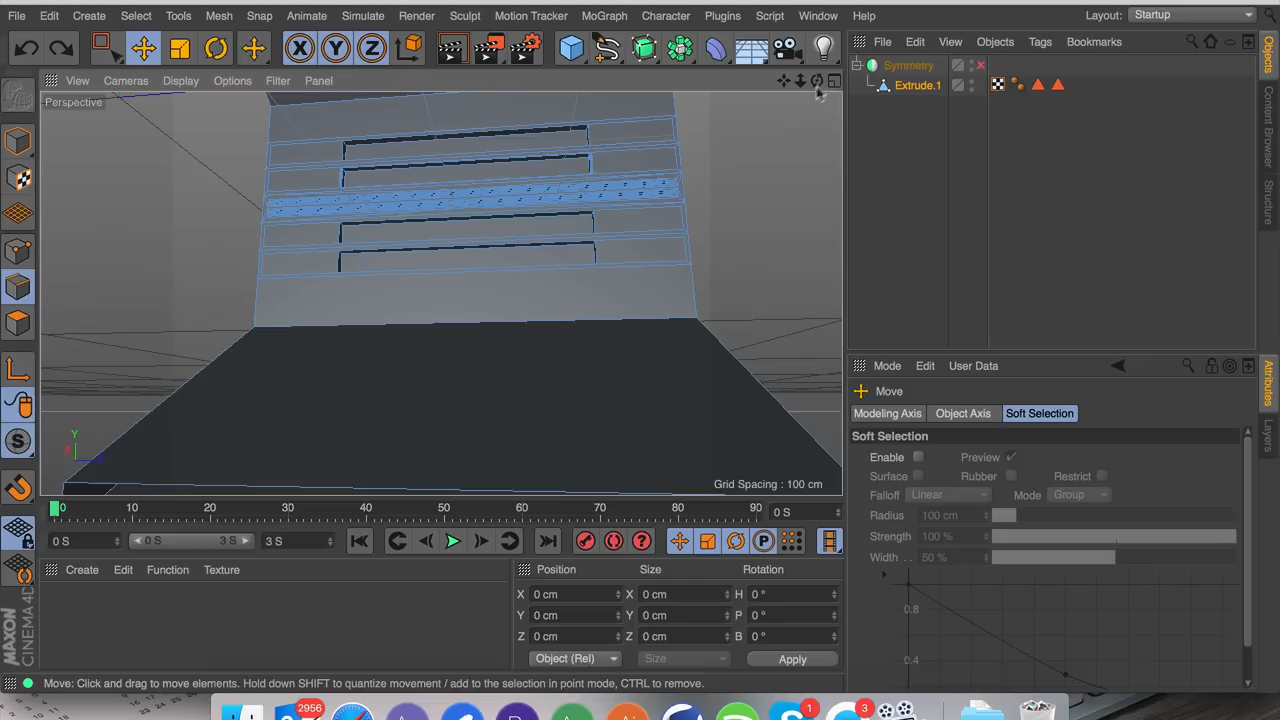 File Edit Create Select Tools Mesh Snap Animate Simulate Render Sculpt Motion Tracker MoGraph Character Plugins Script Window Help Layout: Startup
X Y Z
File Edit View Objects Tags Bookmarks
Objects
Content Browser
Structure
Symmetry
Extrude.1
View Cameras Display Options Filter Panel
Perspective
Y
X
Z
Grid Spacing : 100 cm
Mode Edit User Data
Attributes
Layers
Move
Modeling Axis Object Axis Soft Selection
Soft Selection
Enable Preview
Surface Rubber Restrict
Falloff Linear Mode Group
Radius 100 cm
Strength 100 %
Width . . 50 %
0.8
0.4
0 10 20 30 40 50 60 70 80 90 0 S
0 S 0 S 3 S 3 S
P
S
Create Edit Function Texture
Position Size Rotation
X 0 cm X 0 cm H 0 °
Y 0 cm Y 0 cm P 0 °
Z 0 cm Z 0 cm B 0 °
Object (Rel) Size Apply
MAXON
CINEMA 4D
Move: Click and drag to move elements. Hold down SHIFT to quantize movement / add to the selection in point mode, CTRL to remove.
2956 1 3